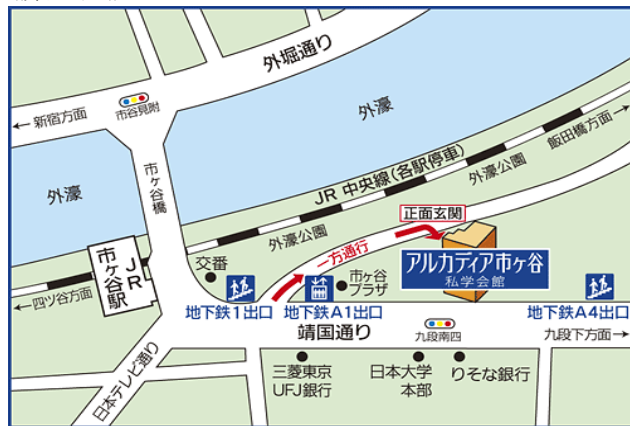 外堀通り
市谷見附
←新宿方面
外濠
飯田橋方面→
市ヶ谷橋
JR 中央線(各駅停車)
外濠公園
外濠
正面玄関
外濠公園
一方通行
JR
市ヶ谷駅
交番
アルカディア市ヶ谷
私学会館
市ヶ谷
プラザ
←四ツ谷方面
地下鉄1出口
地下鉄A1出口
地下鉄A4出口
靖国通り
九段南四
九段下方面→
日本テレビ通り
三菱東京
UFJ銀行
日本大学
本部
りそな銀行